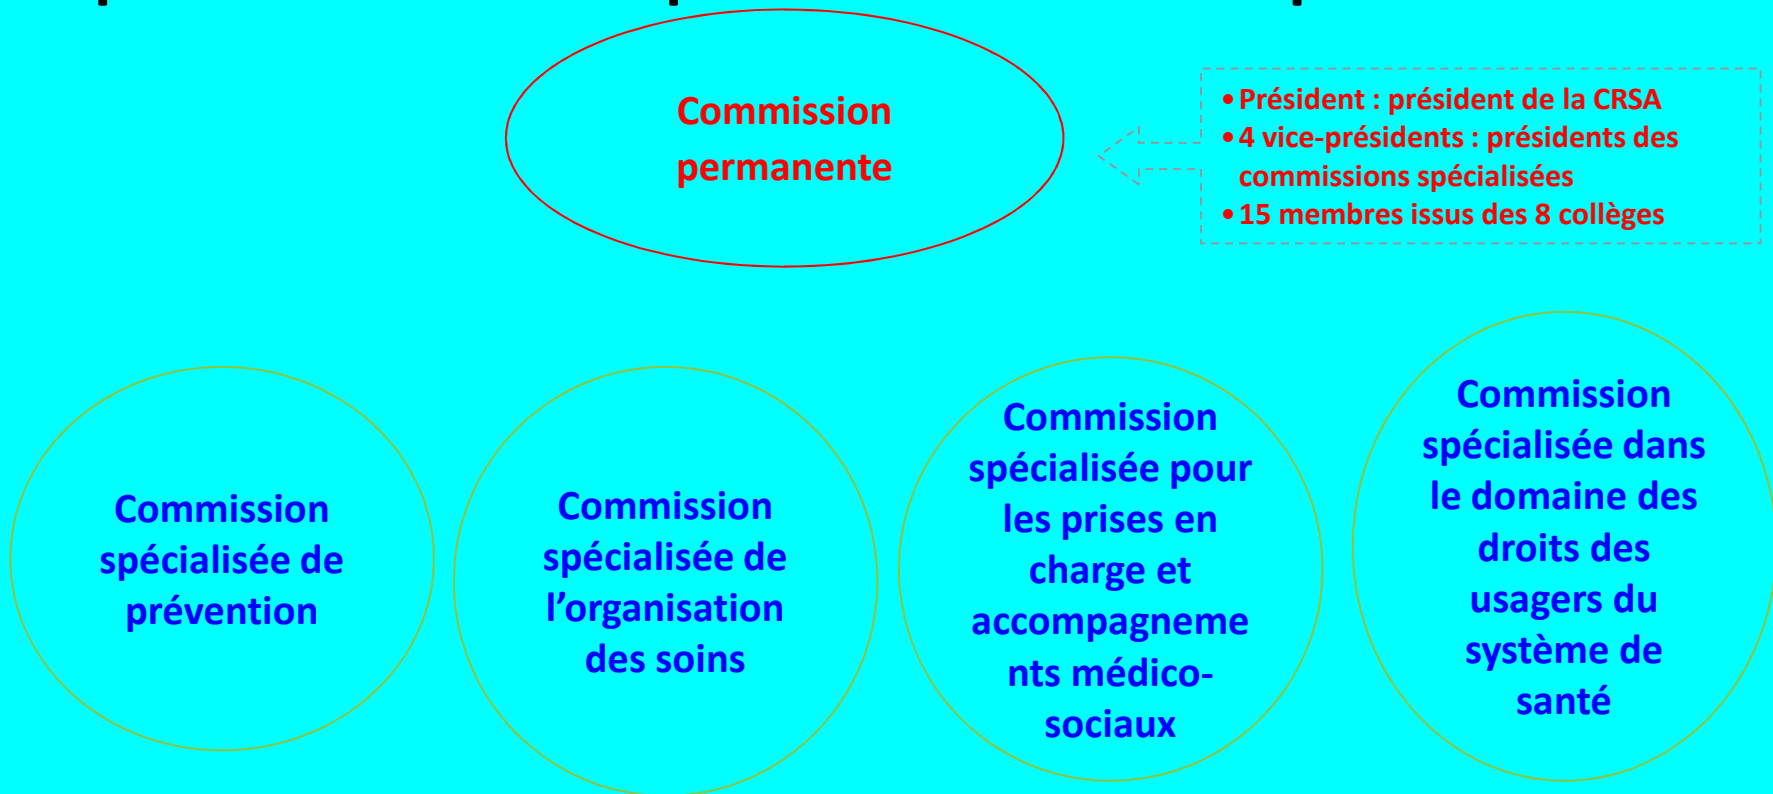 Commission
permanente
• Président : président de la CRSA
• 4 vice-présidents : présidents des
commissions spécialisées
• 15 membres issus des 8 collèges
Commission
spécialisée de
prévention
Commission
spécialisée de
l’organisation
des soins
Commission
spécialisée pour
les prises en
charge et
accompagneme
nts médico-
sociaux
Commission
spécialisée dans
le domaine des
droits des
usagers du
système de
santé